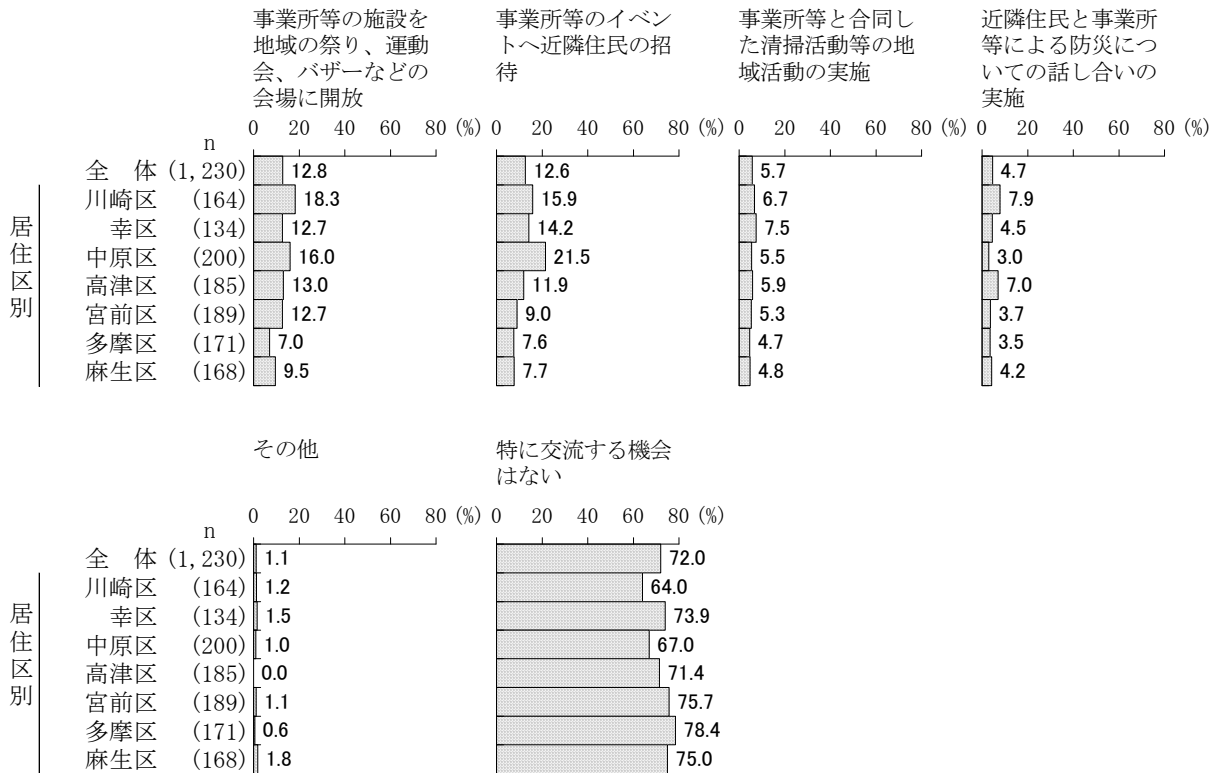 事業所等の施設を
地域の祭り、運動
会、バザーなどの
会場に開放
事業所等のイベン
トへ近隣住民の招
待
事業所等と合同し
た清掃活動等の地
域活動の実施
近隣住民と事業所
等による防災につ
いての話し合いの
実施
n 0 20 40 60 80 (%) 0 20 40 60 80 (%) 0 20 40 60 80 (%) 0 20 40 60 80 (%)
全 体 (1,230) 12.8 12.6 5.7 4.7
居住区別
川崎区 (164) 18.3 15.9 6.7 7.9
幸区 (134) 12.7 14.2 7.5 4.5
中原区 (200) 16.0 21.5 5.5 3.0
高津区 (185) 13.0 11.9 5.9 7.0
宮前区 (189) 12.7 9.0 5.3 3.7
多摩区 (171) 7.0 7.6 4.7 3.5
麻生区 (168) 9.5 7.7 4.8 4.2
その他
特に交流する機会
はない
n 0 20 40 60 80 (%) 0 20 40 60 80 (%)
全 体 (1,230) 1.1 72.0
居住区別
川崎区 (164) 1.2 64.0
幸区 (134) 1.5 73.9
中原区 (200) 1.0 67.0
高津区 (185) 0.0 71.4
宮前区 (189) 1.1 75.7
多摩区 (171) 0.6 78.4
麻生区 (168) 1.8 75.0